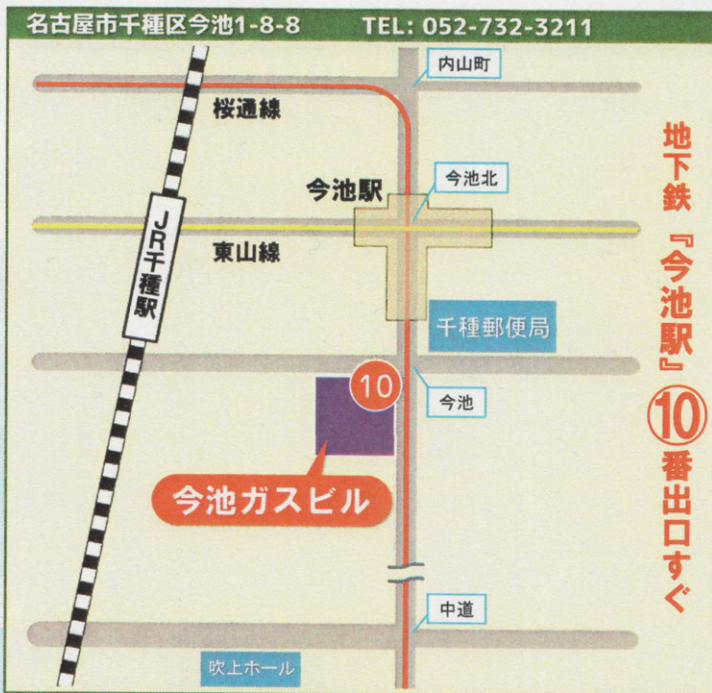 名古屋市千種区今池1-8-8 TEL: 052-732-3211
内山町
桜通線
今池駅
今池北
東山線
JR千種駅
千種郵便局
10
今池
今池ガスビル
中道
吹上ホール
地下鉄『今池駅』⑩番出口すぐ